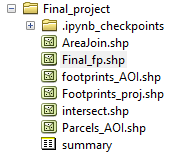 Final_project
.ipynb_checkpoints
AreaJoin.shp
Final_fp.shp
footprints_AOI.shp
Footprints_proj.shp
intersect.shp
Parcels_AOI.shp
summary